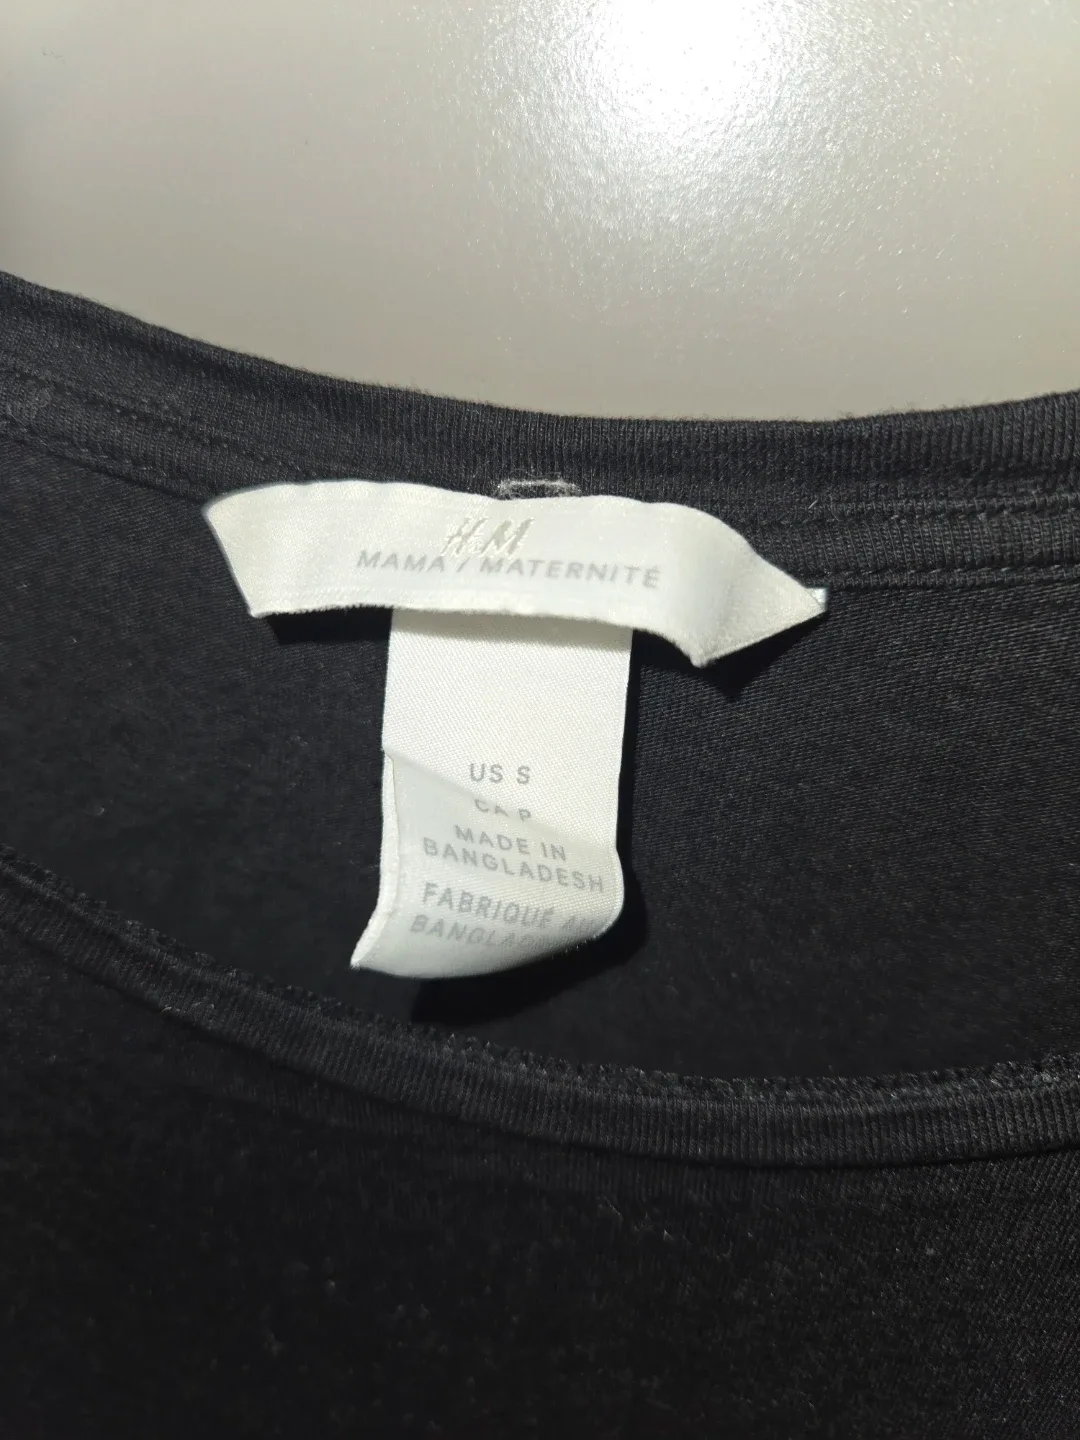 H&M
MAMA / MATERNITÉ
US S
CA P
MADE IN
BANGLADESH
FABRIQUÉ AU